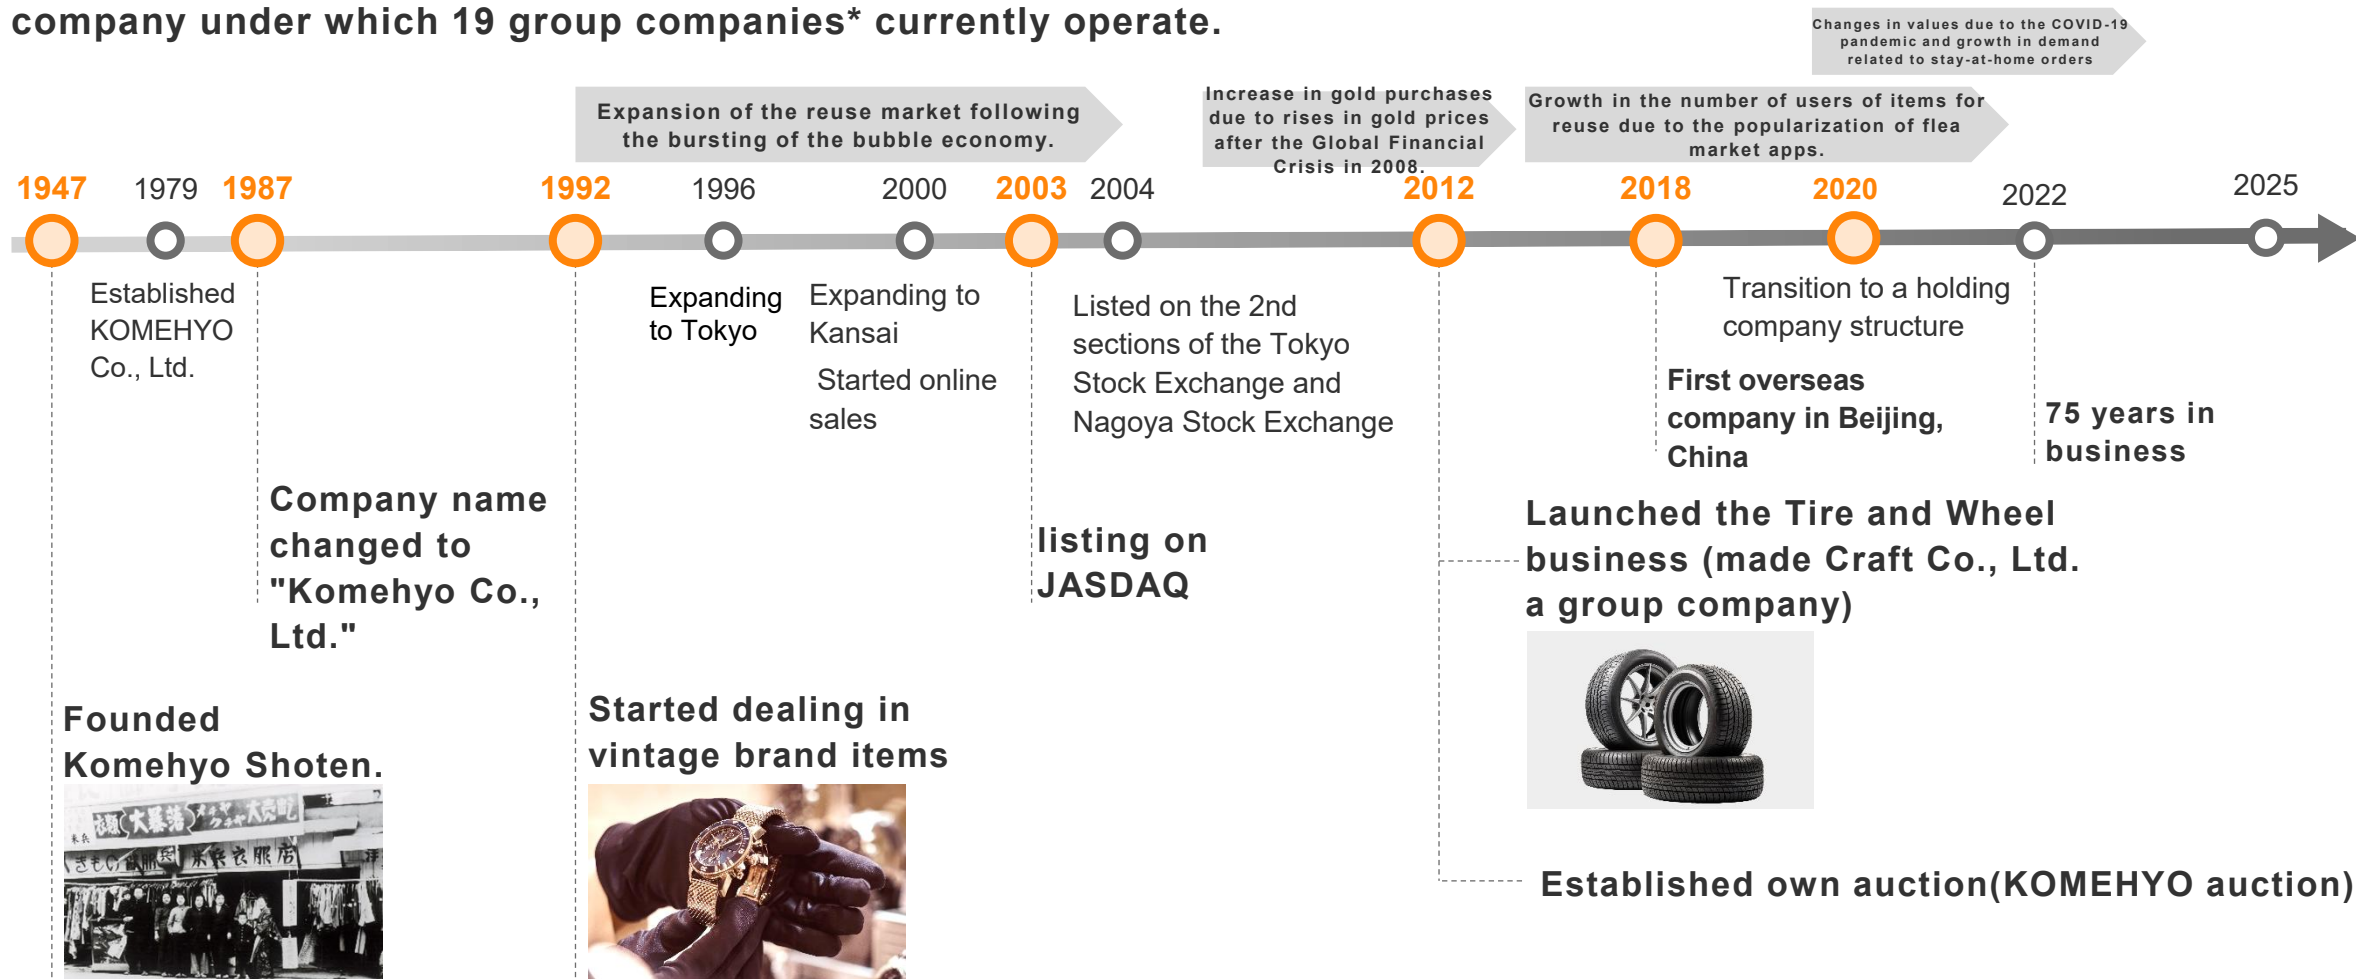 company under which 19 group companies* currently operate.
Changes in values due to the COVID-19
pandemic and growth in demand
related to stay-at-home orders
Expansion of the reuse market following
the bursting of the bubble economy.
Increase in gold purchases
due to rises in gold prices
after the Global Financial
Crisis in 2008.
Growth in the number of users of items for
reuse due to the popularization of flea
market apps.
1947
1979
1987
1992
1996
2000
2003
2004
2012
2018
2020
2022
2025
Established
KOMEHYO
Co., Ltd.
Expanding
to Tokyo
Expanding to
Kansai
Started online
sales
Listed on the 2nd
sections of the Tokyo
Stock Exchange and
Nagoya Stock Exchange
Transition to a holding
company structure
First overseas
company in Beijing,
China
75 years in
business
Company name
changed to
"Komehyo Co.,
Ltd."
listing on
JASDAQ
Launched the Tire and Wheel
business (made Craft Co., Ltd.
a group company)
Founded
Komehyo Shoten.
Started dealing in
vintage brand items
Established own auction(KOMEHYO auction)
大暴落
米兵衣服店